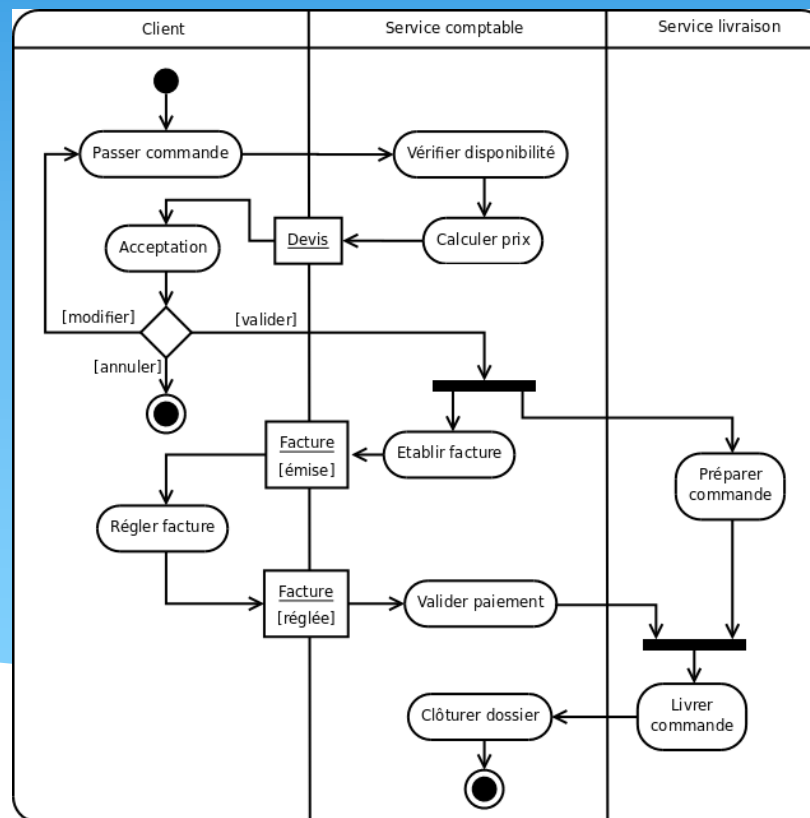 Client
Service comptable
Service livraison
Passer commande
Vérifier disponibilité
Acceptation
Devis
Calculer prix
[modifier]
[valider]
[annuler]
Facture
[émise]
Etablir facture
Préparer
commande
Régler facture
Facture
[réglée]
Valider paiement
Clôturer dossier
Livrer
commande